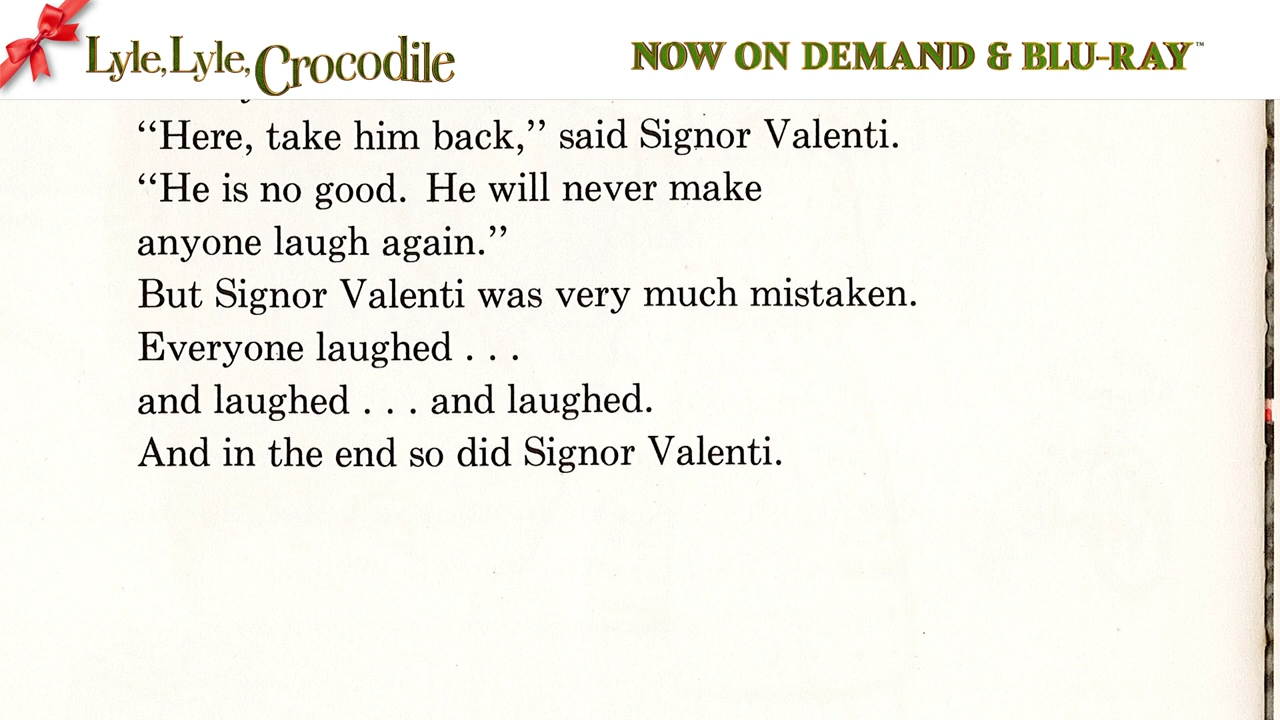 Lyle, Lyle, Crocodile
NOW ON DEMAND & BLU-RAY™
“Here, take him back,” said Signor Valenti.
“He is no good. He will never make
anyone laugh again.”
But Signor Valenti was very much mistaken.
Everyone laughed . . .
and laughed . . . and laughed.
And in the end so did Signor Valenti.